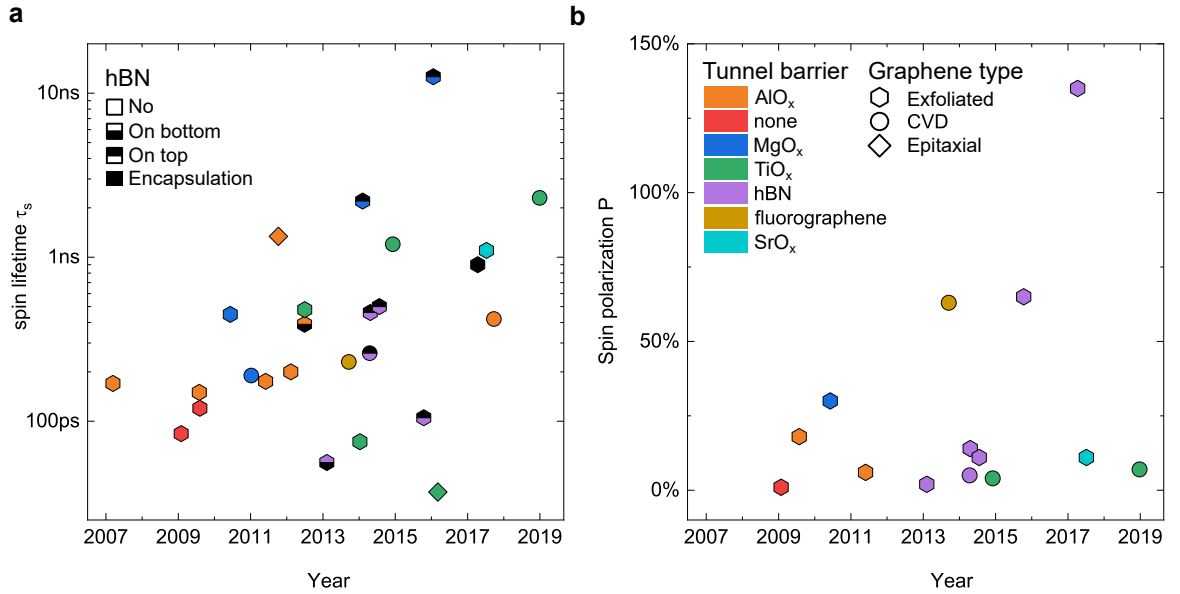 a
hBN
No
On bottom
On top
Encapsulation
10ns
1ns
100ps
spin lifetime τs
2007 2009 2011 2013 2015 2017 2019
Year
b
Tunnel barrier
AlOx
none
MgOx
TiOx
hBN
fluorographene
SrOx
Graphene type
Exfoliated
CVD
Epitaxial
150%
100%
50%
0%
Spin polarization P
2007 2009 2011 2013 2015 2017 2019
Year